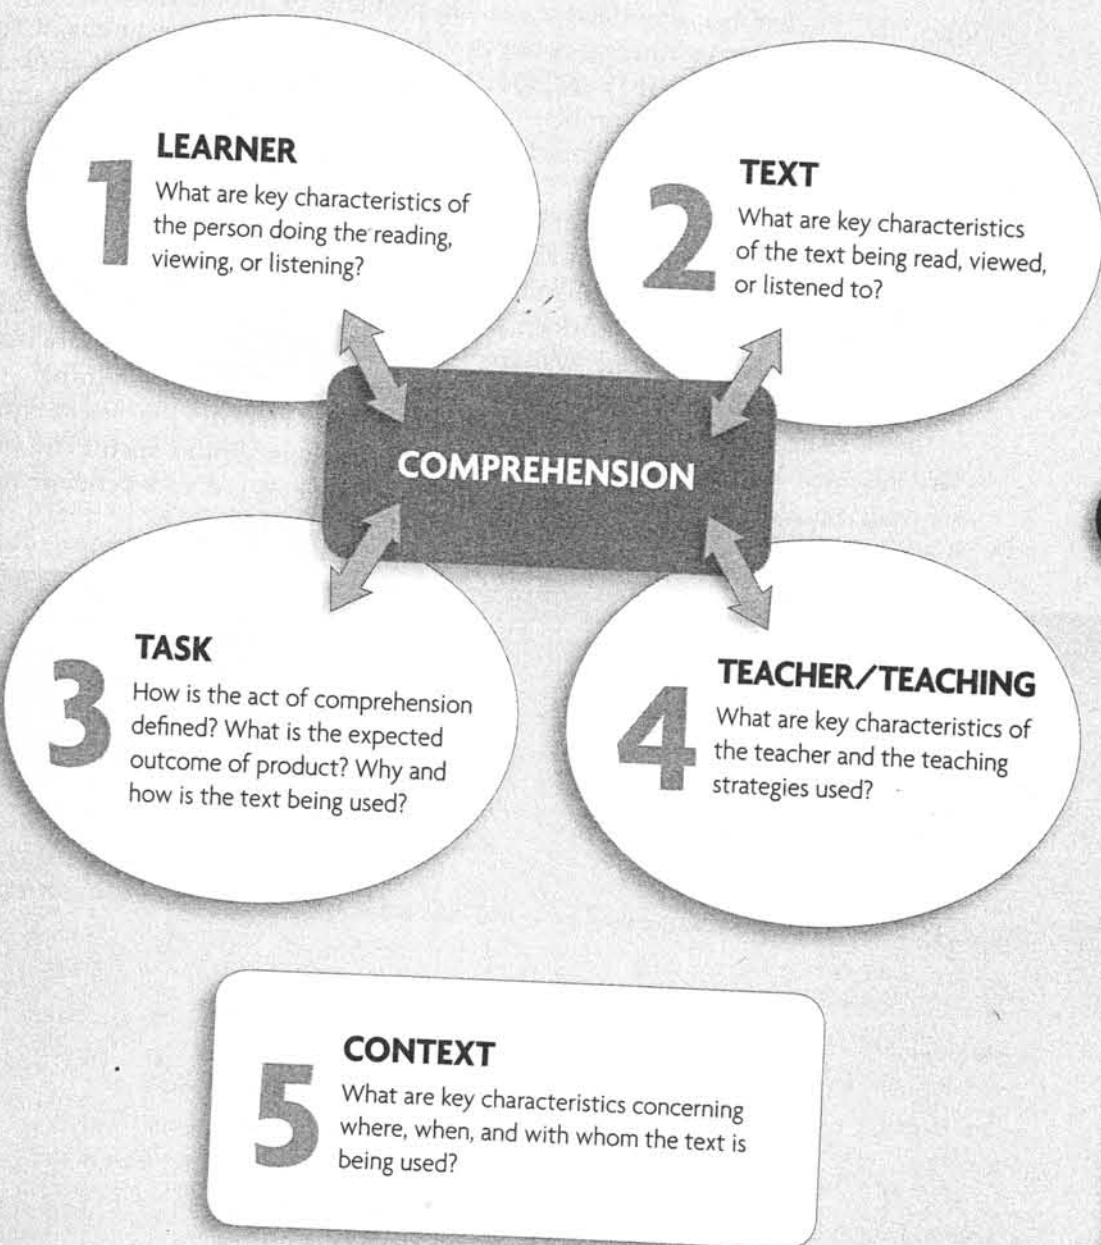 1
LEARNER
What are key characteristics of
the person doing the reading,
viewing, or listening?
2
TEXT
What are key characteristics
of the text being read, viewed,
or listened to?
COMPREHENSION
3
TASK
How is the act of comprehension
defined? What is the expected
outcome of product? Why and
how is the text being used?
4
TEACHER/TEACHING
What are key characteristics of
the teacher and the teaching
strategies used?
5
CONTEXT
What are key characteristics concerning
where, when, and with whom the text is
being used?